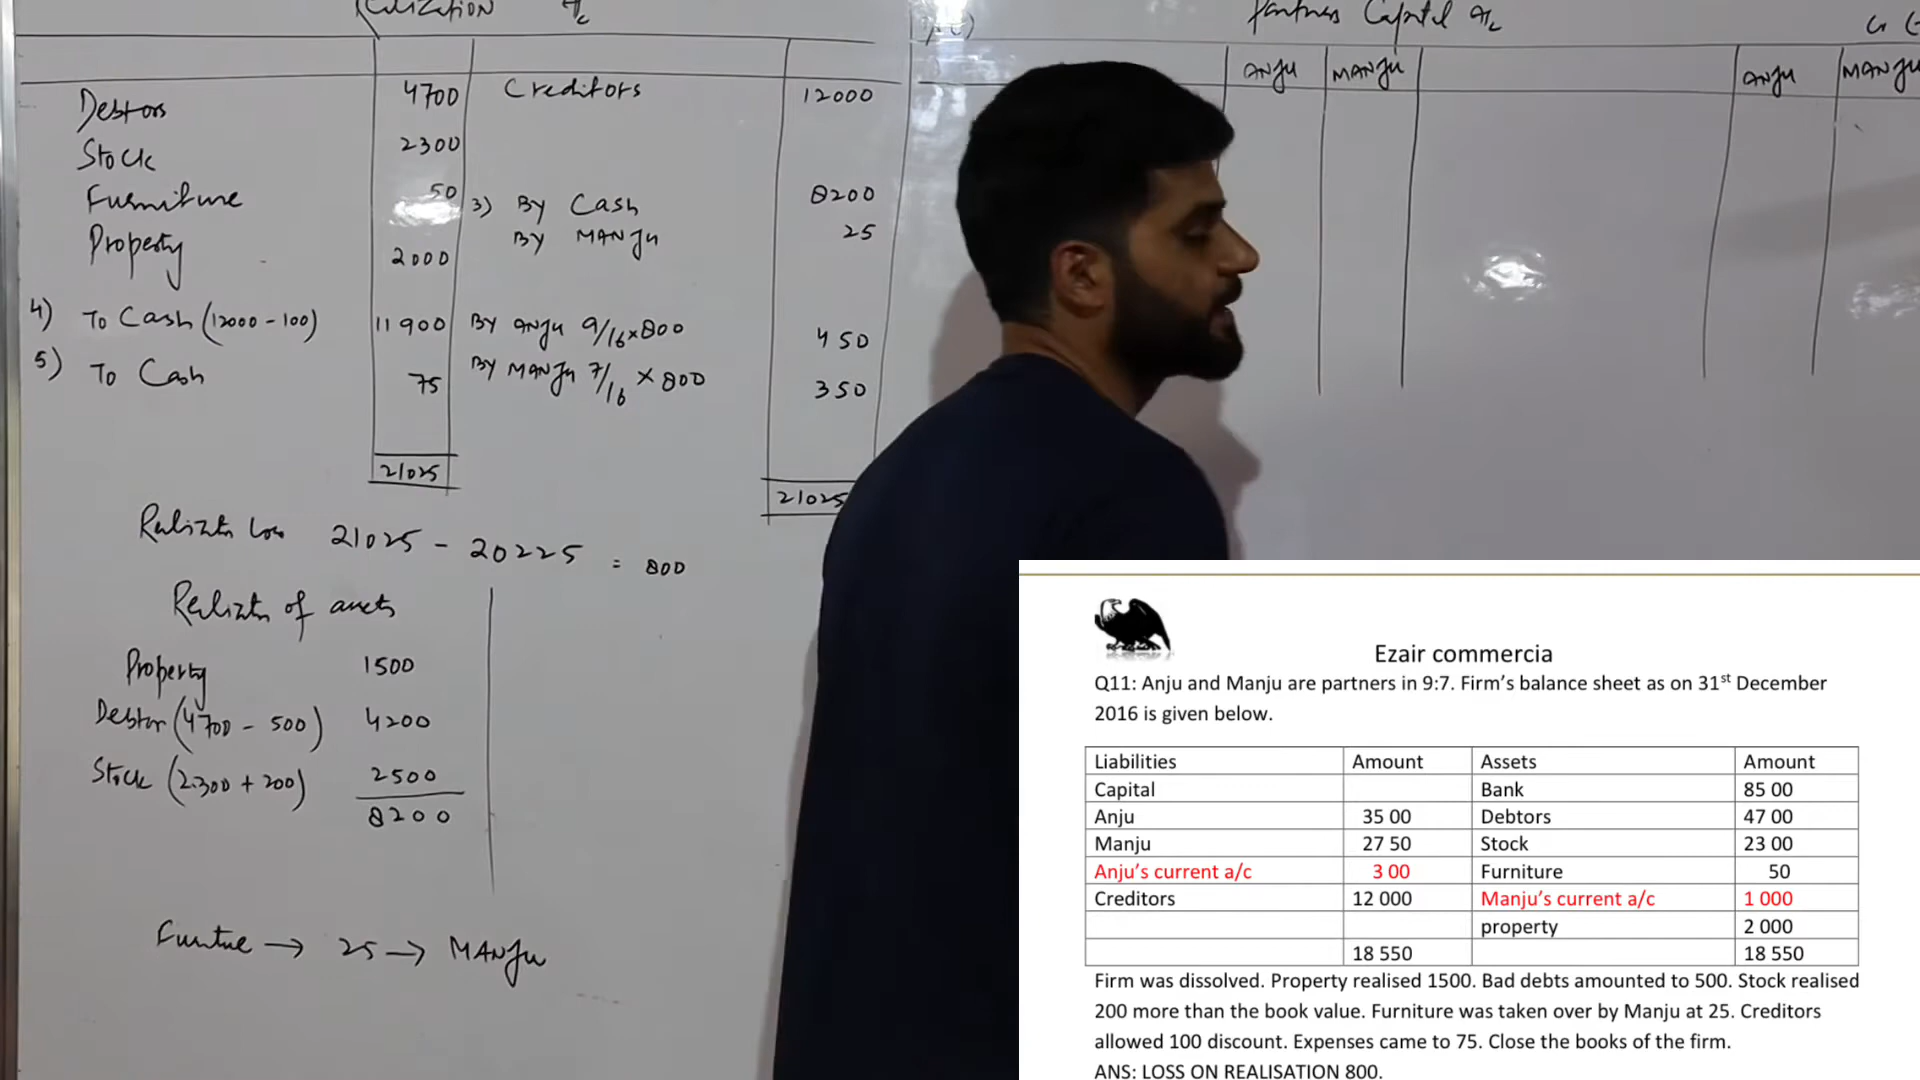 Realization A/c
Debtors 4700 Creditors 12000
Stock 2300
Furniture 50 3) By Cash 8200
By MANJU 25
Property 2000
4) To Cash (12000 - 100) 11900 By ANJU 9/16 × 800 450
5) To Cash 75 By MANJU 7/16 × 800 350
21025 21025
Realizatn Loss 21025 - 20225 = 800
Realizatn of assets
Property 1500
Debtor (4700 - 500) 4200
Stock (2300 + 200) 2500
8200
Furnitue → 25 → MANJU
Partners Capital A/c
ANJU MANJU ANJU MANJU
Ezair commercia
Q11: Anju and Manju are partners in 9:7. Firm's balance sheet as on 31st December
2016 is given below.
Liabilities Amount Assets Amount
Capital Bank 85 00
Anju 35 00 Debtors 47 00
Manju 27 50 Stock 23 00
Anju's current a/c 3 00 Furniture 50
Creditors 12 000 Manju's current a/c 1 000
property 2 000
18 550 18 550
Firm was dissolved. Property realised 1500. Bad debts amounted to 500. Stock realised
200 more than the book value. Furniture was taken over by Manju at 25. Creditors
allowed 100 discount. Expenses came to 75. Close the books of the firm.
ANS: LOSS ON REALISATION 800.